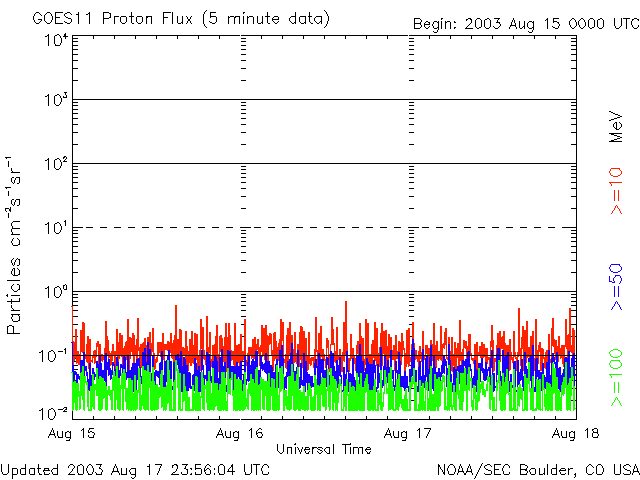 GOES11 Proton Flux (5 minute data)
Begin: 2003 Aug 15 0000 UTC
10⁴
10³
10²
10¹
10⁰
10⁻¹
10⁻²
Particles cm⁻²s⁻¹sr⁻¹
MeV
>=10
>=50
>=100
Aug 15
Aug 16
Aug 17
Aug 18
Universal Time
Updated 2003 Aug 17 23:56:04 UTC
NOAA/SEC Boulder, CO USA